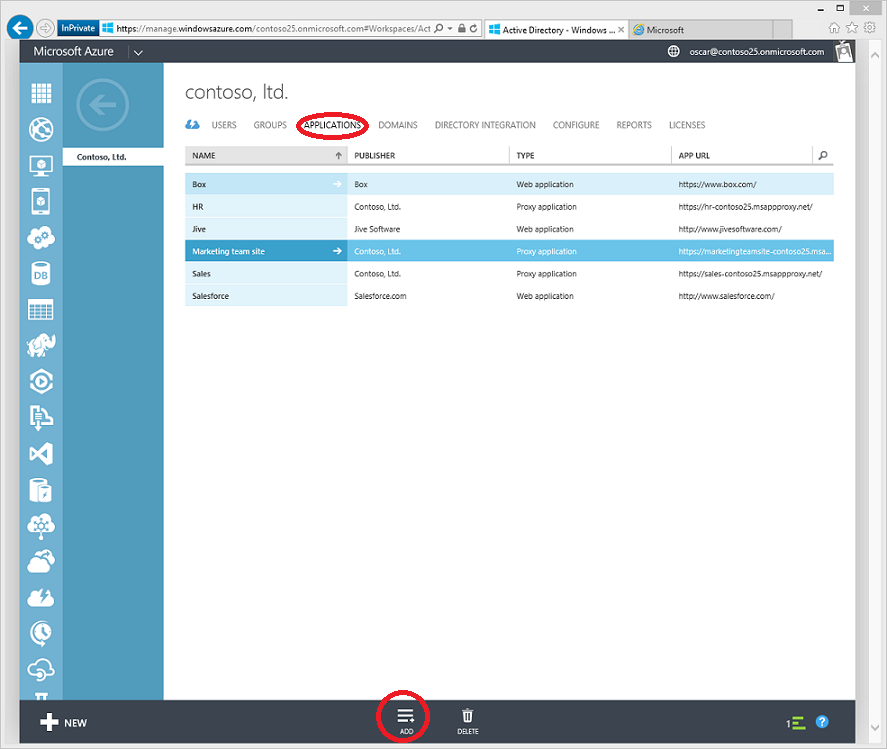 InPrivate https://manage.windowsazure.com/contoso25.onmicrosoft.com#Workspaces/Act Active Directory - Windows ... Microsoft
Microsoft Azure oscar@contoso25.onmicrosoft.com
contoso, ltd.
USERS GROUPS APPLICATIONS DOMAINS DIRECTORY INTEGRATION CONFIGURE REPORTS LICENSES
Contoso, Ltd.
NAME PUBLISHER TYPE APP URL
Box Box Web application https://www.box.com/
HR Contoso, Ltd. Proxy application https://hr-contoso25.msappproxy.net/
Jive Jive Software Web application http://www.jivesoftware.com/
Marketing team site Contoso, Ltd. Proxy application https://marketingteamsite-contoso25.msa...
Sales Contoso, Ltd. Proxy application https://sales-contoso25.msappproxy.net/
Salesforce Salesforce.com Web application http://www.salesforce.com/
DB
NEW ADD DELETE 1 ?